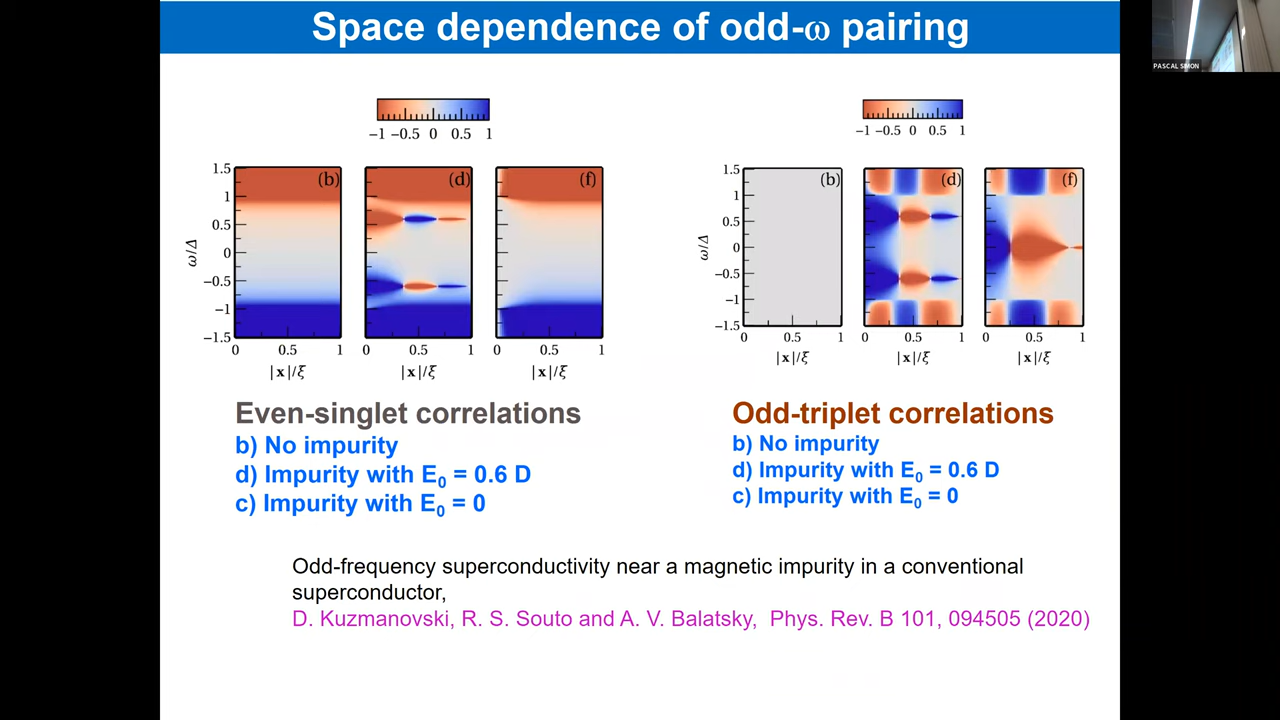 Space dependence of odd-ω pairing
PASCAL SIMON
−1 −0.5 0 0.5 1
−1 −0.5 0 0.5 1
(b) (d) (f)
1.5
1
0.5
0
−0.5
−1
−1.5
ω/Δ
0 0.5 1 0 0.5 1 0 0.5 1
|x|/ξ |x|/ξ |x|/ξ
(b) (d) (f)
1.5
1
0.5
0
−0.5
−1
−1.5
ω/Δ
0 0.5 1 0 0.5 1 0 0.5 1
|x|/ξ |x|/ξ |x|/ξ
Even-singlet correlations
b) No impurity
d) Impurity with E₀ = 0.6 D
c) Impurity with E₀ = 0
Odd-triplet correlations
b) No impurity
d) Impurity with E₀ = 0.6 D
c) Impurity with E₀ = 0
Odd-frequency superconductivity near a magnetic impurity in a conventional
superconductor,
D. Kuzmanovski, R. S. Souto and A. V. Balatsky, Phys. Rev. B 101, 094505 (2020)